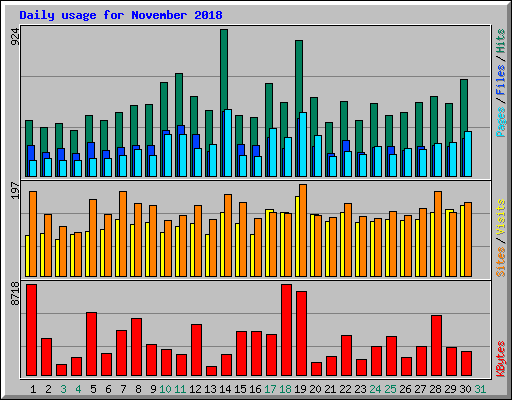 Daily usage for November 2018
924
Pages / Files / Hits
197
Sites / Visits
8718
KBytes
1 2 3 4 5 6 7 8 9 10 11 12 13 14 15 16 17 18 19 20 21 22 23 24 25 26 27 28 29 30 31